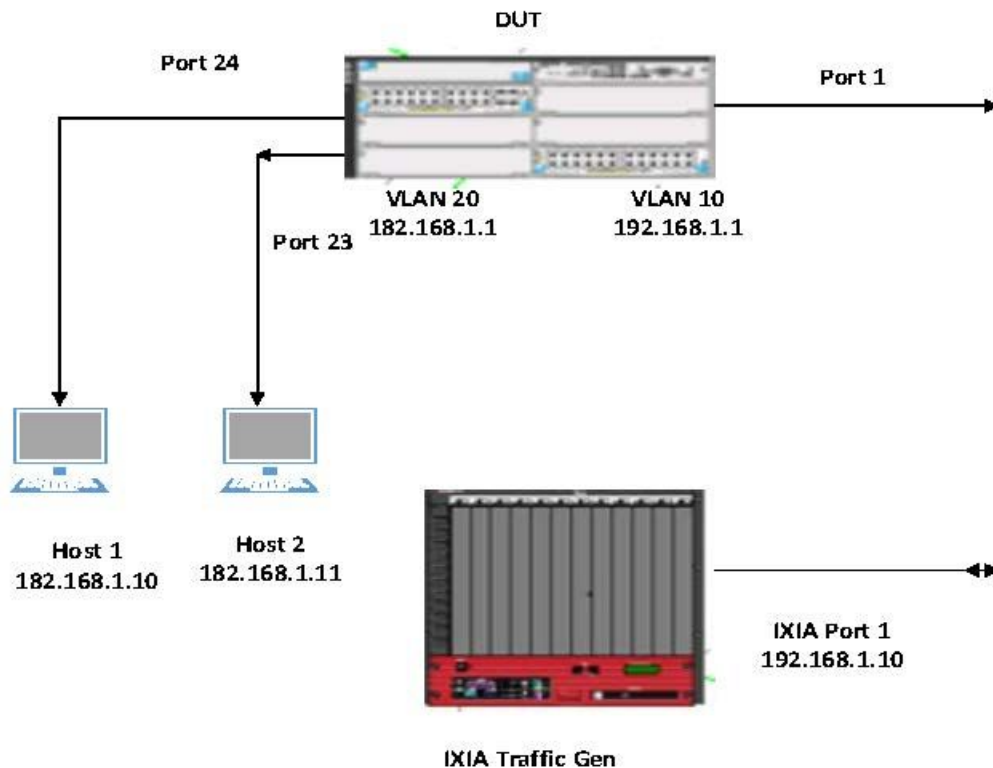 DUT
Port 24
Port 1
VLAN 20
182.168.1.1
VLAN 10
192.168.1.1
Port 23
Host 1
182.168.1.10
Host 2
182.168.1.11
IXIA Port 1
192.168.1.10
IXIA Traffic Gen